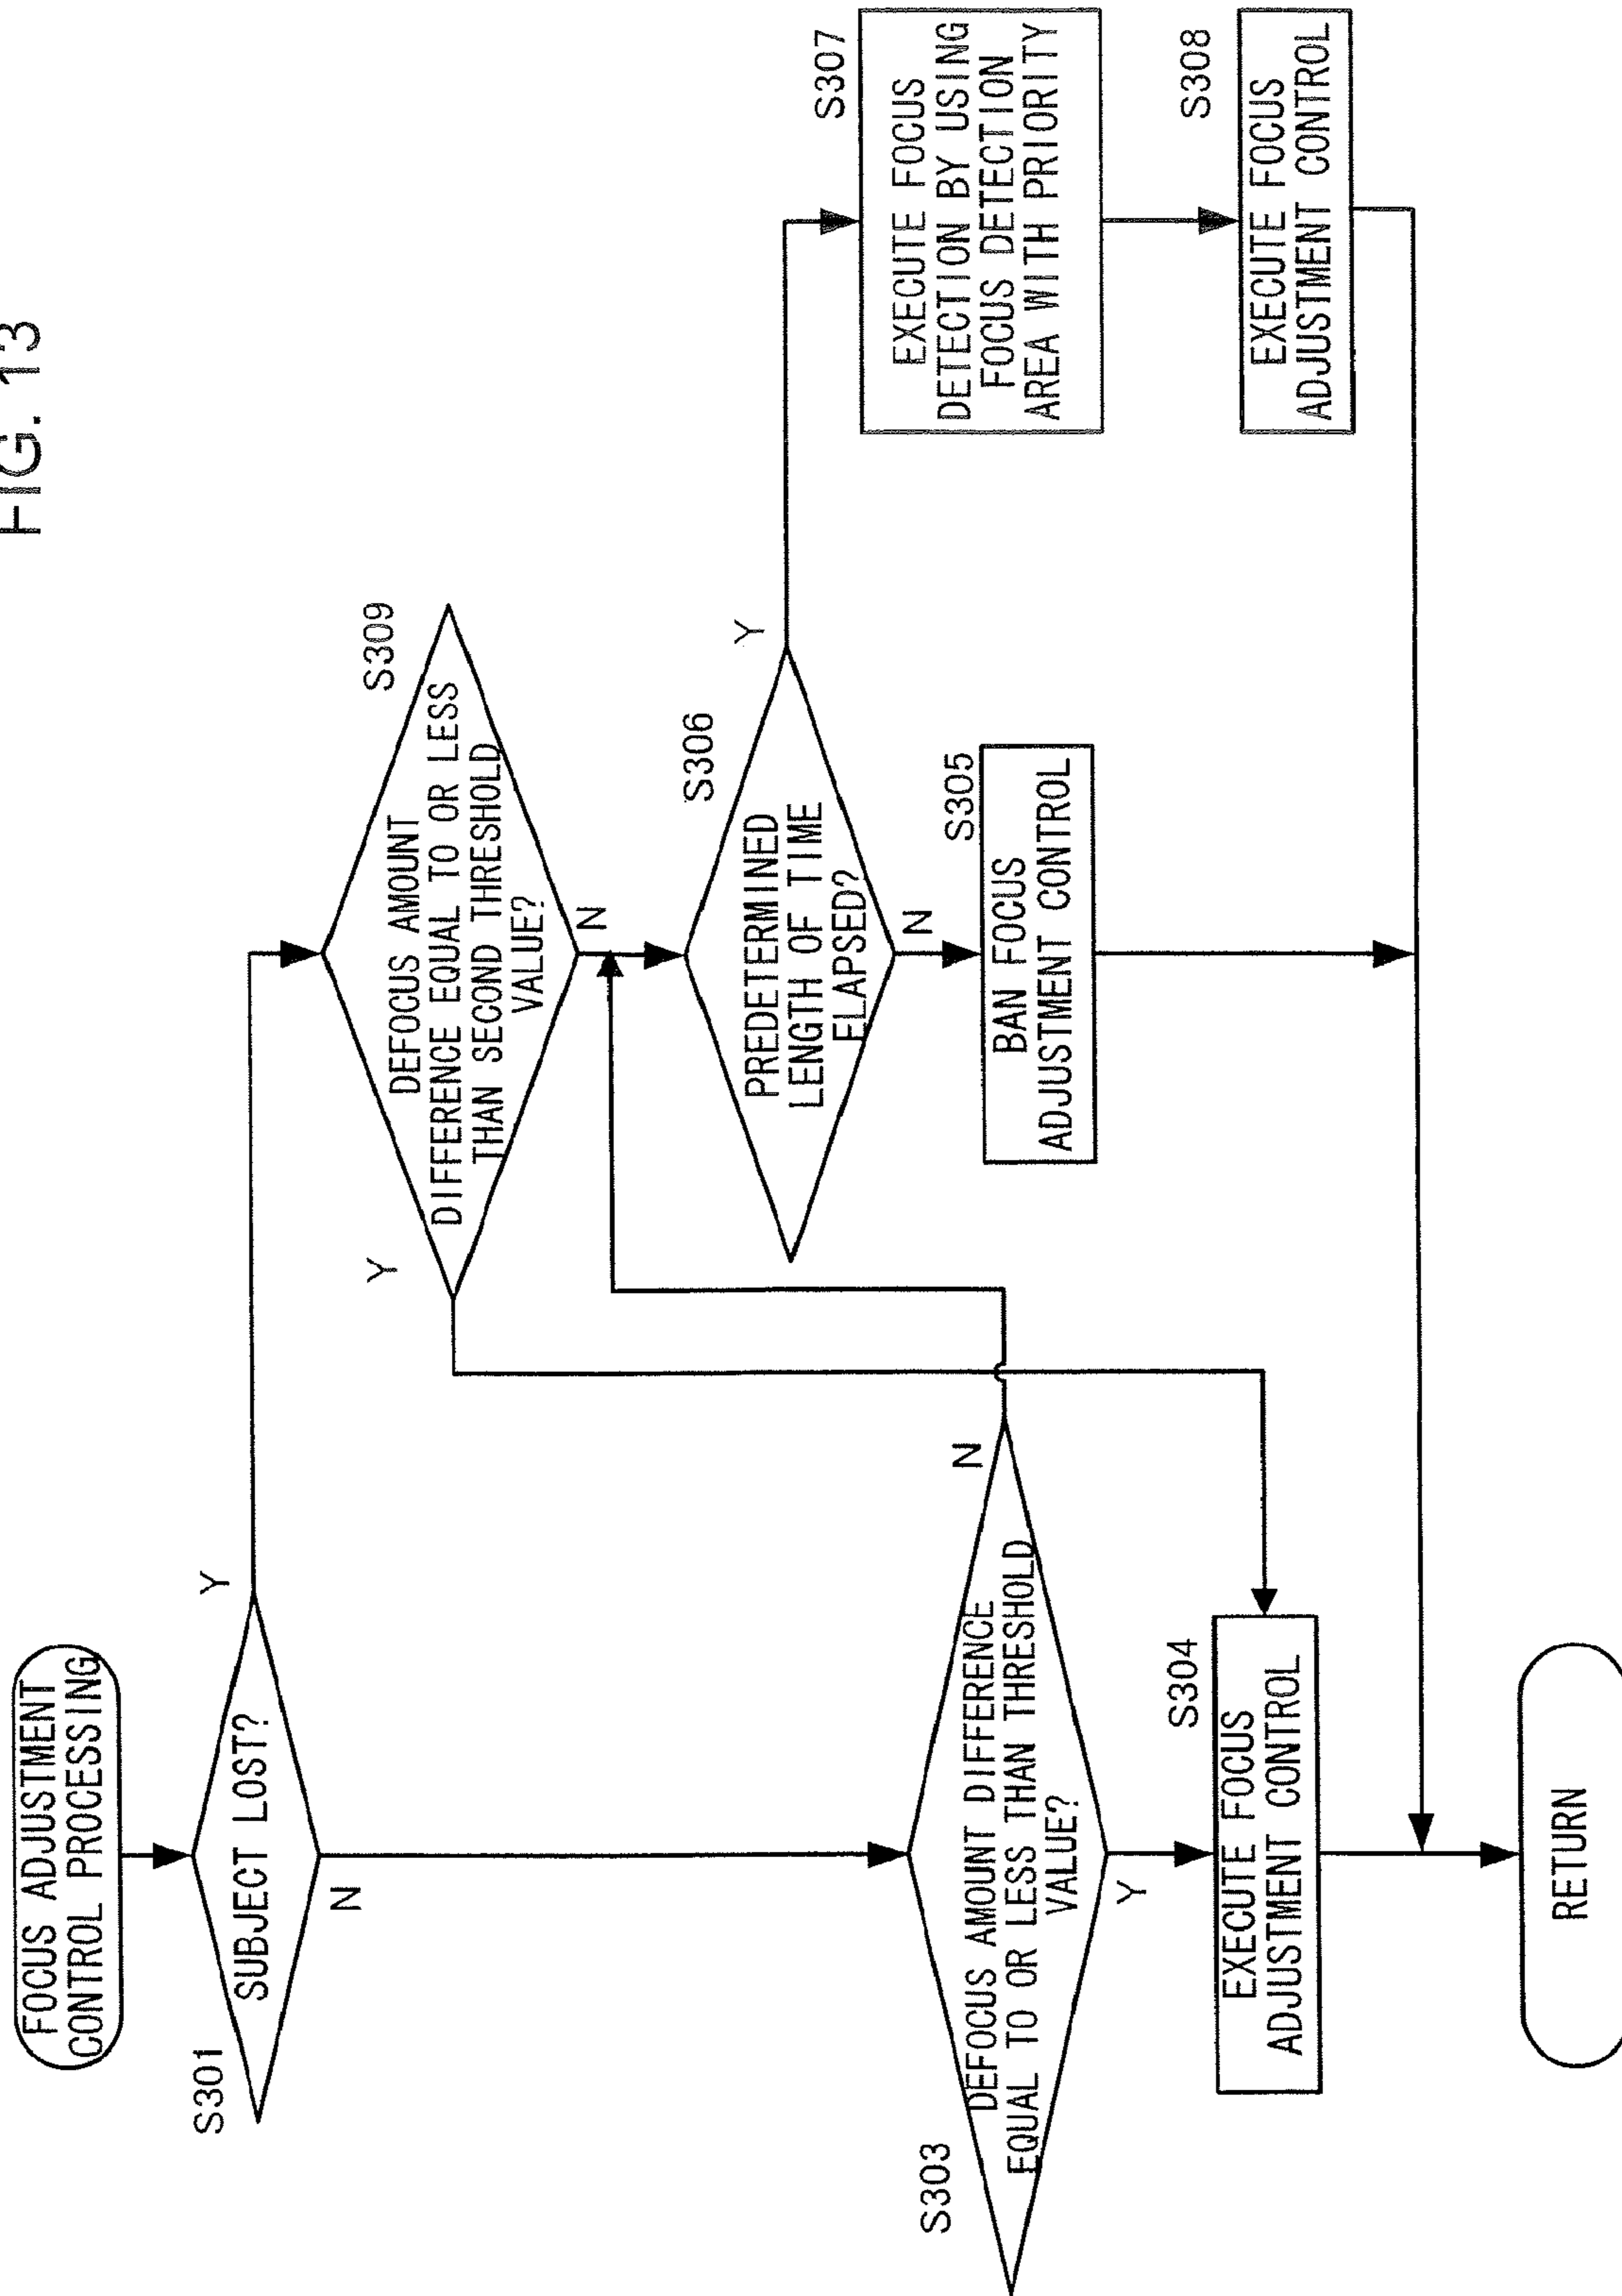 FIG. 13
FOCUS ADJUSTMENT
CONTROL PROCESSING
S301
SUBJECT LOST?
Y
N
S309
DEFOCUS AMOUNT
DIFFERENCE EQUAL TO OR LESS
THAN SECOND THRESHOLD
VALUE?
Y
N
S306
PREDETERMINED
LENGTH OF TIME
ELAPSED?
Y
N
S307
EXECUTE FOCUS
DETECTION BY USING
FOCUS DETECTION
AREA WITH PRIORITY
S303
DEFOCUS AMOUNT DIFFERENCE
EQUAL TO OR LESS THAN THRESHOLD
VALUE?
N
Y
S305
BAN FOCUS
ADJUSTMENT CONTROL
S304
EXECUTE FOCUS
ADJUSTMENT CONTROL
S308
EXECUTE FOCUS
ADJUSTMENT CONTROL
RETURN